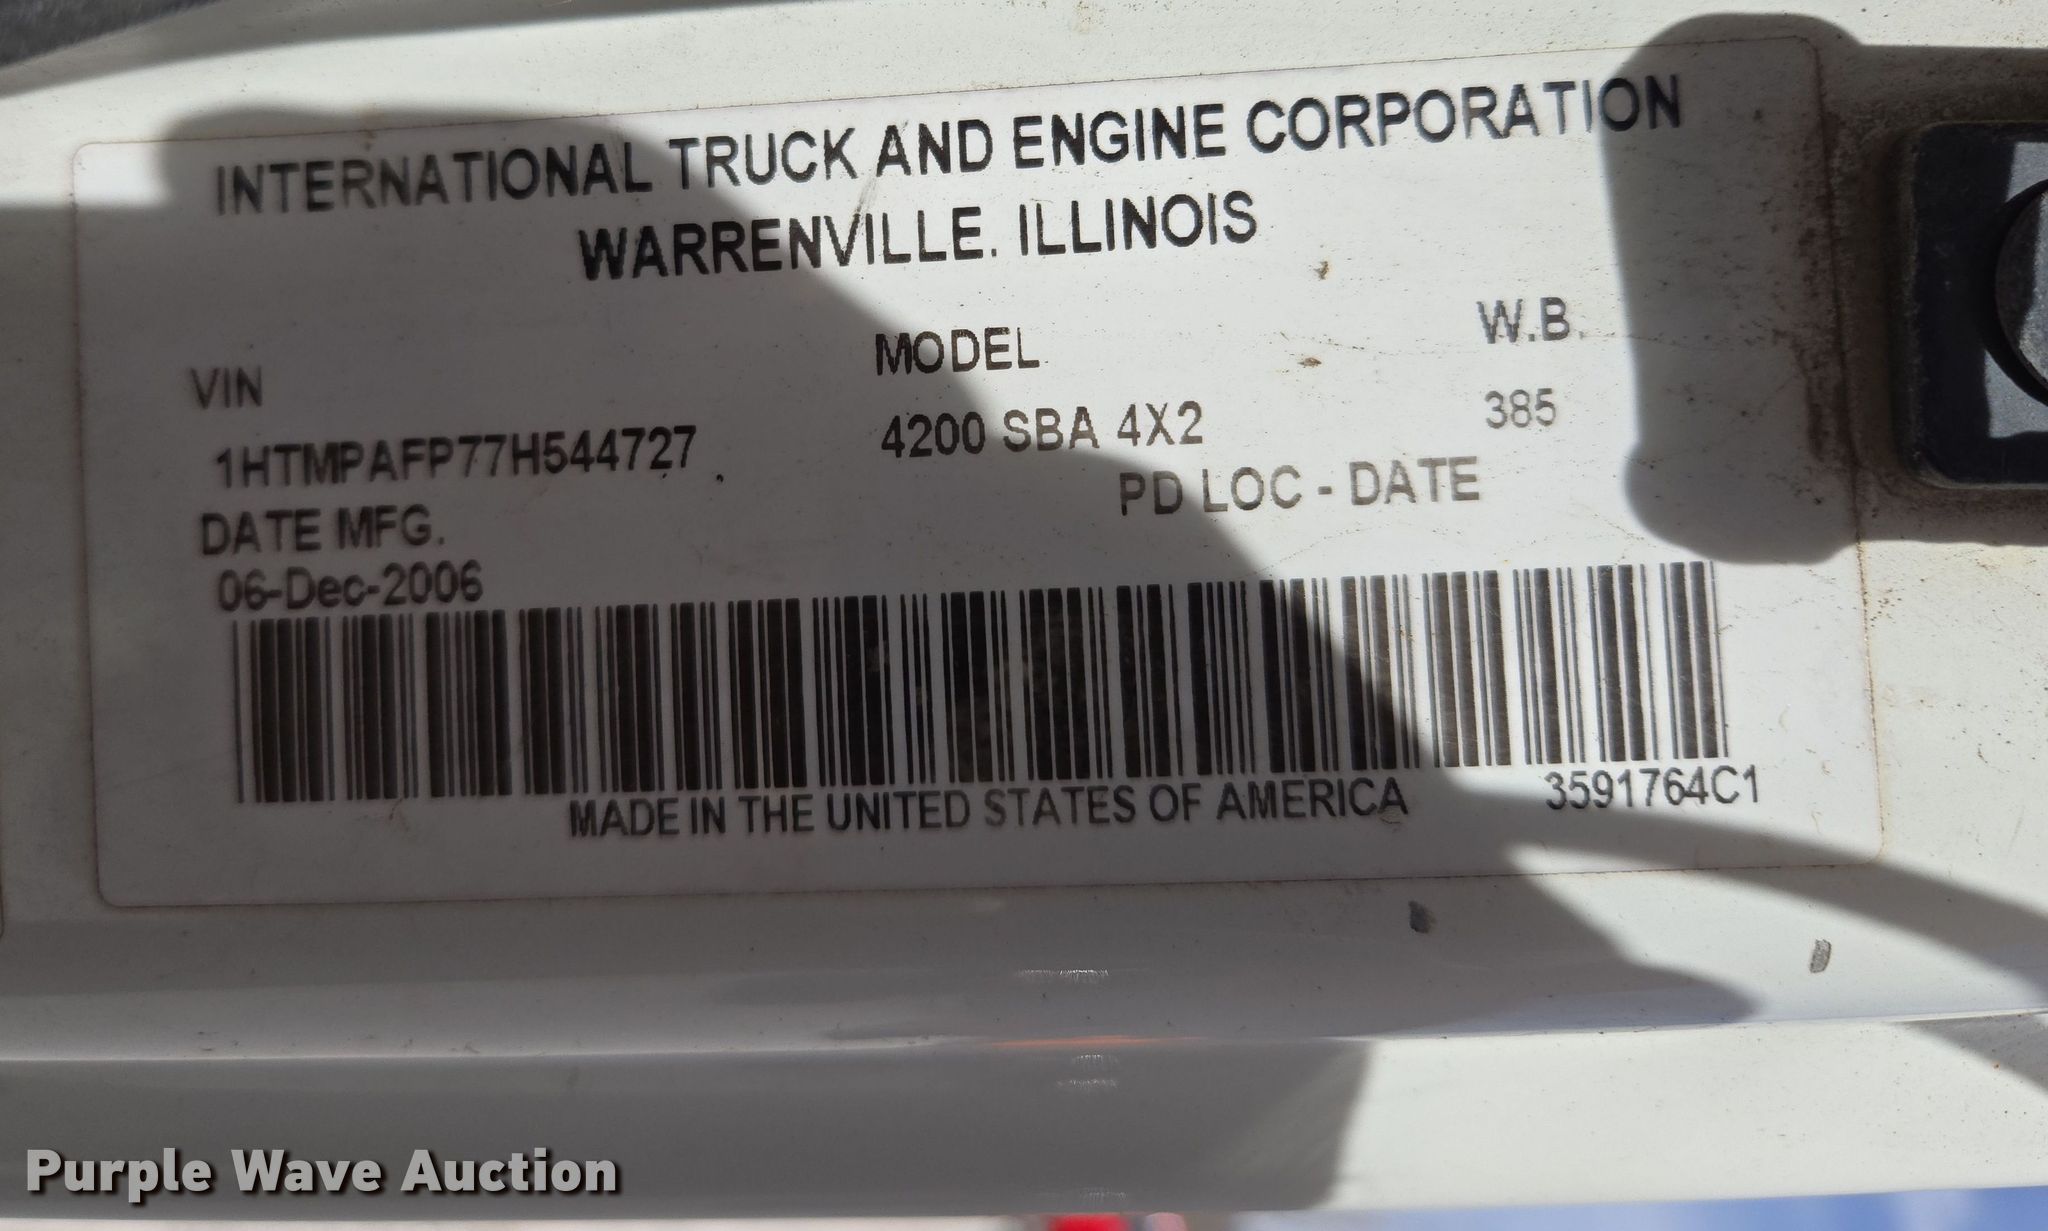 INTERNATIONAL TRUCK AND ENGINE CORPORATION
WARRENVILLE. ILLINOIS
VIN MODEL W.B.
1HTMPAFP77H544727 4200 SBA 4X2 385
DATE MFG. PD LOC - DATE
06-Dec-2006
MADE IN THE UNITED STATES OF AMERICA 3591764C1
Purple Wave Auction